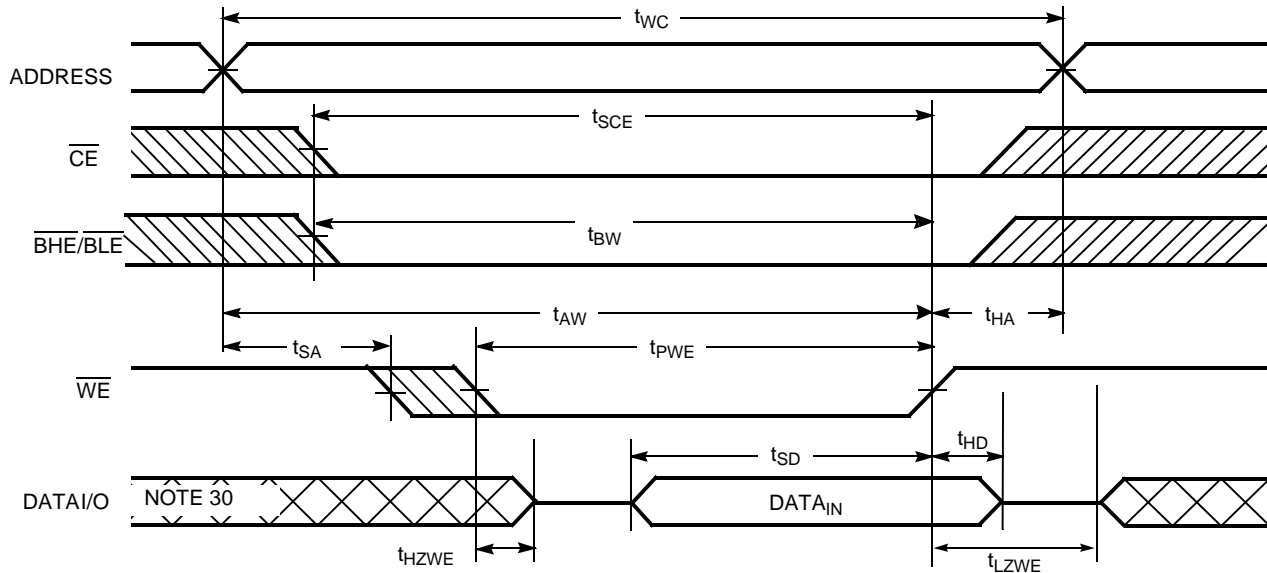 tWC
ADDRESS
tSCE
CE
tBW
BHE/BLE
tAW
tHA
tSA
tPWE
WE
tHD
tSD
DATAI/O
NOTE 30
DATAIN
tHZWE
tLZWE